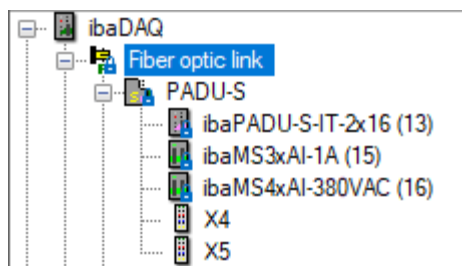 ibaDAQ
Fiber optic link
PADU-S
ibaPADU-S-IT-2x16 (13)
ibaMS3xAI-1A (15)
ibaMS4xAI-380VAC (16)
X4
X5